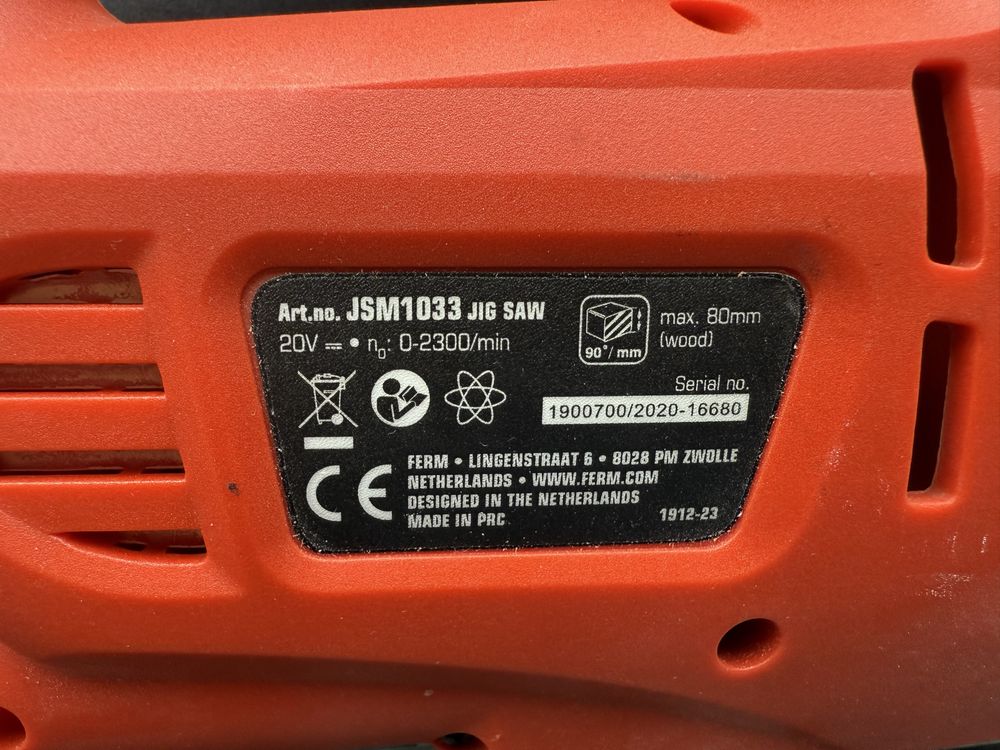 Art.no. JSM1033 JIG SAW
20V ⎓ • n₀: 0-2300/min
90°/ mm
max. 80mm
(wood)
Serial no.
1900700/2020-16680
CE
FERM • LINGENSTRAAT 6 • 8028 PM ZWOLLE
NETHERLANDS • WWW.FERM.COM
DESIGNED IN THE NETHERLANDS
MADE IN PRC
1912-23